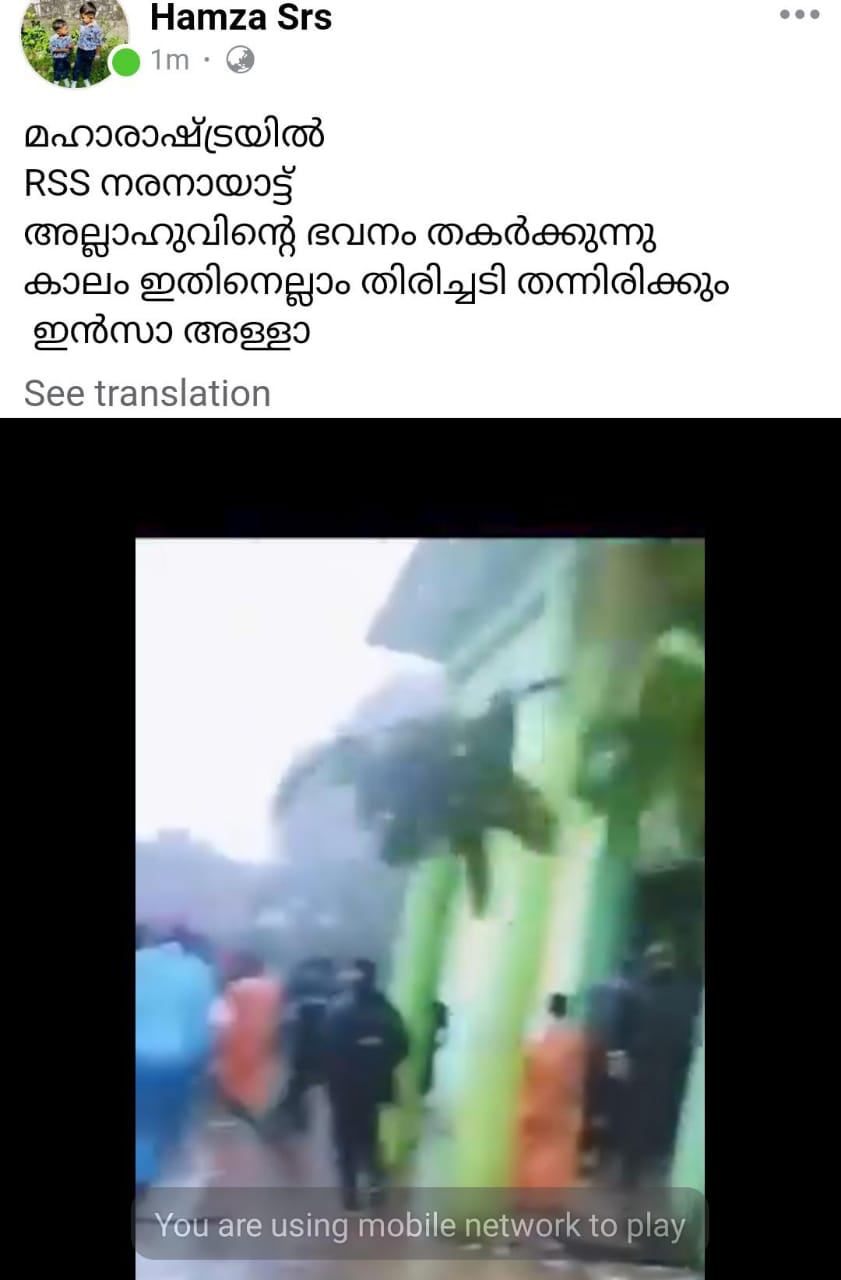 Hamza Srs
1m ·
മഹാരാഷ്ട്രയിൽ
RSS നരനായാട്ട്
അല്ലാഹുവിന്റെ ഭവനം തകർക്കുന്നു
കാലം ഇതിനെല്ലാം തിരിച്ചടി തന്നിരിക്കും
ഇൻസാ അള്ളാ
See translation
You are using mobile network to play